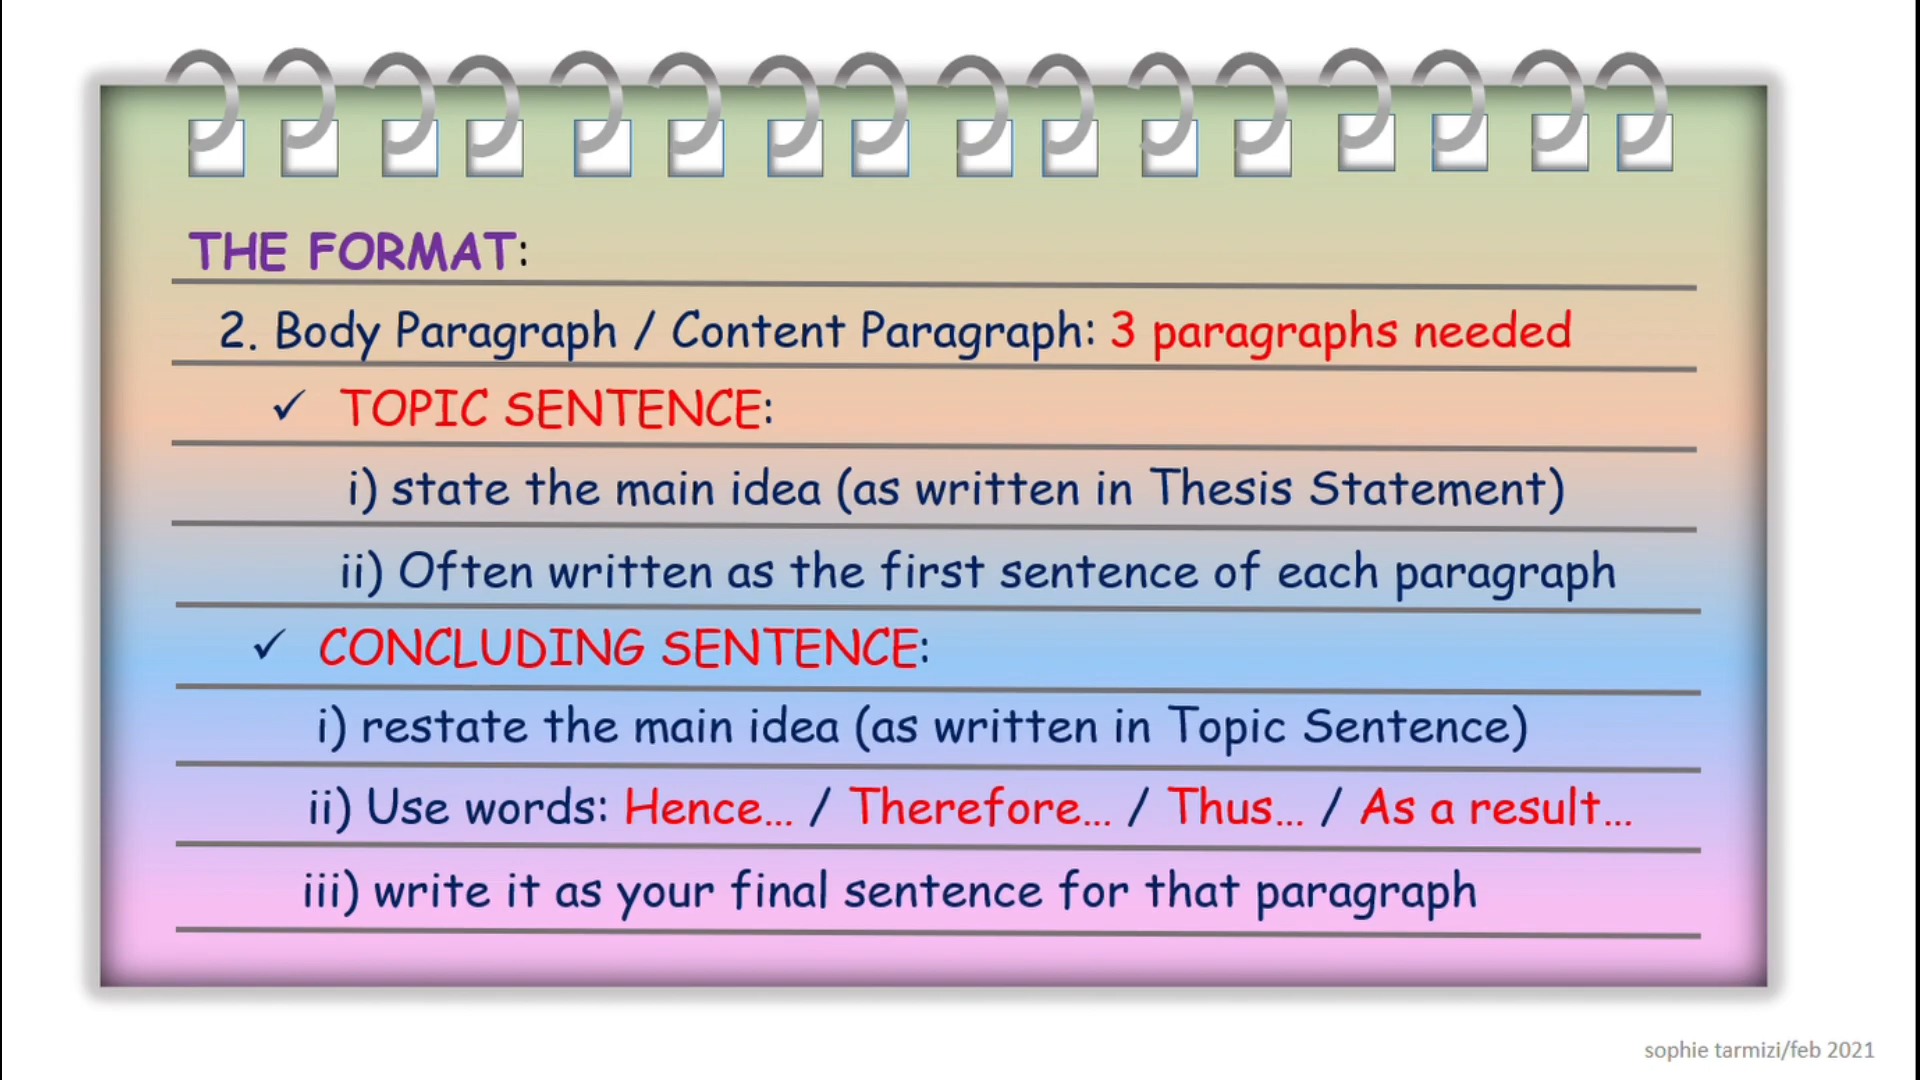 THE FORMAT:
2. Body Paragraph / Content Paragraph: 3 paragraphs needed
✓ TOPIC SENTENCE:
i) state the main idea (as written in Thesis Statement)
ii) Often written as the first sentence of each paragraph
✓ CONCLUDING SENTENCE:
i) restate the main idea (as written in Topic Sentence)
ii) Use words: Hence... / Therefore... / Thus... / As a result...
iii) write it as your final sentence for that paragraph
sophie tarmizi/feb 2021